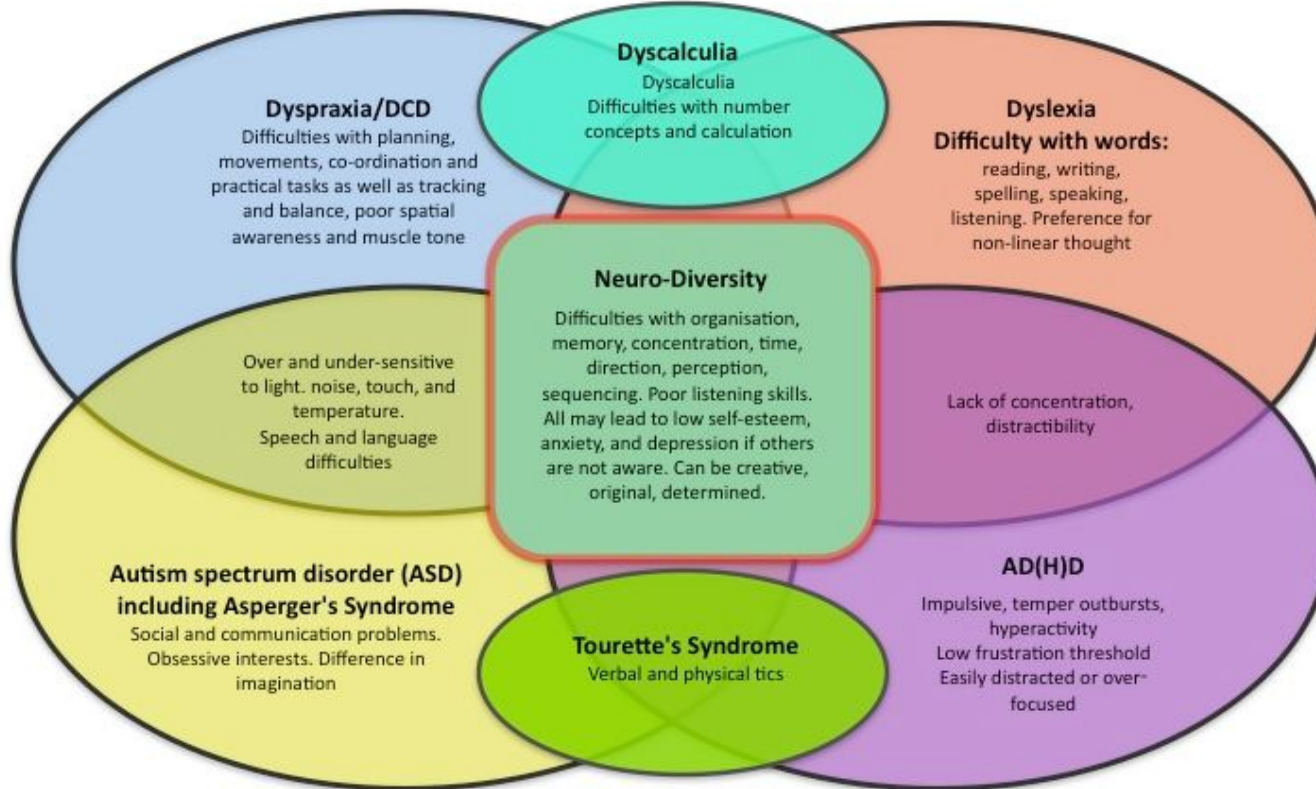 Dyscalculia
Dyscalculia
Difficulties with number
concepts and calculation
Dyspraxia/DCD
Difficulties with planning,
movements, co-ordination and
practical tasks as well as tracking
and balance, poor spatial
awareness and muscle tone
Dyslexia
Difficulty with words:
reading, writing,
spelling, speaking,
listening. Preference for
non-linear thought
Neuro-Diversity
Difficulties with organisation,
memory, concentration, time,
direction, perception,
sequencing. Poor listening skills.
All may lead to low self-esteem,
anxiety, and depression if others
are not aware. Can be creative,
original, determined.
Over and under-sensitive
to light. noise, touch, and
temperature.
Speech and language
difficulties
Lack of concentration,
distractibility
Autism spectrum disorder (ASD)
including Asperger's Syndrome
Social and communication problems.
Obsessive interests. Difference in
imagination
Tourette's Syndrome
Verbal and physical tics
AD(H)D
Impulsive, temper outbursts,
hyperactivity
Low frustration threshold
Easily distracted or over-
focused